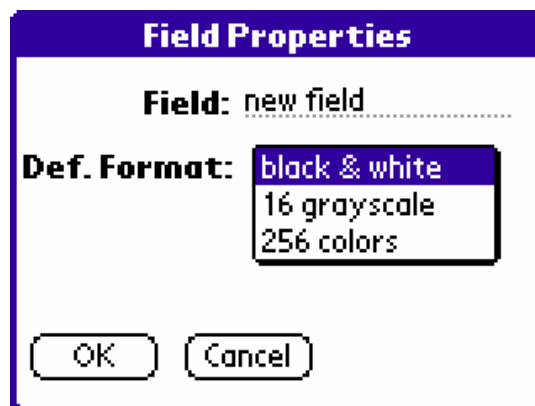 Field Properties
Field: new field
Def. Format: black & white
16 grayscale
256 colors
OK Cancel